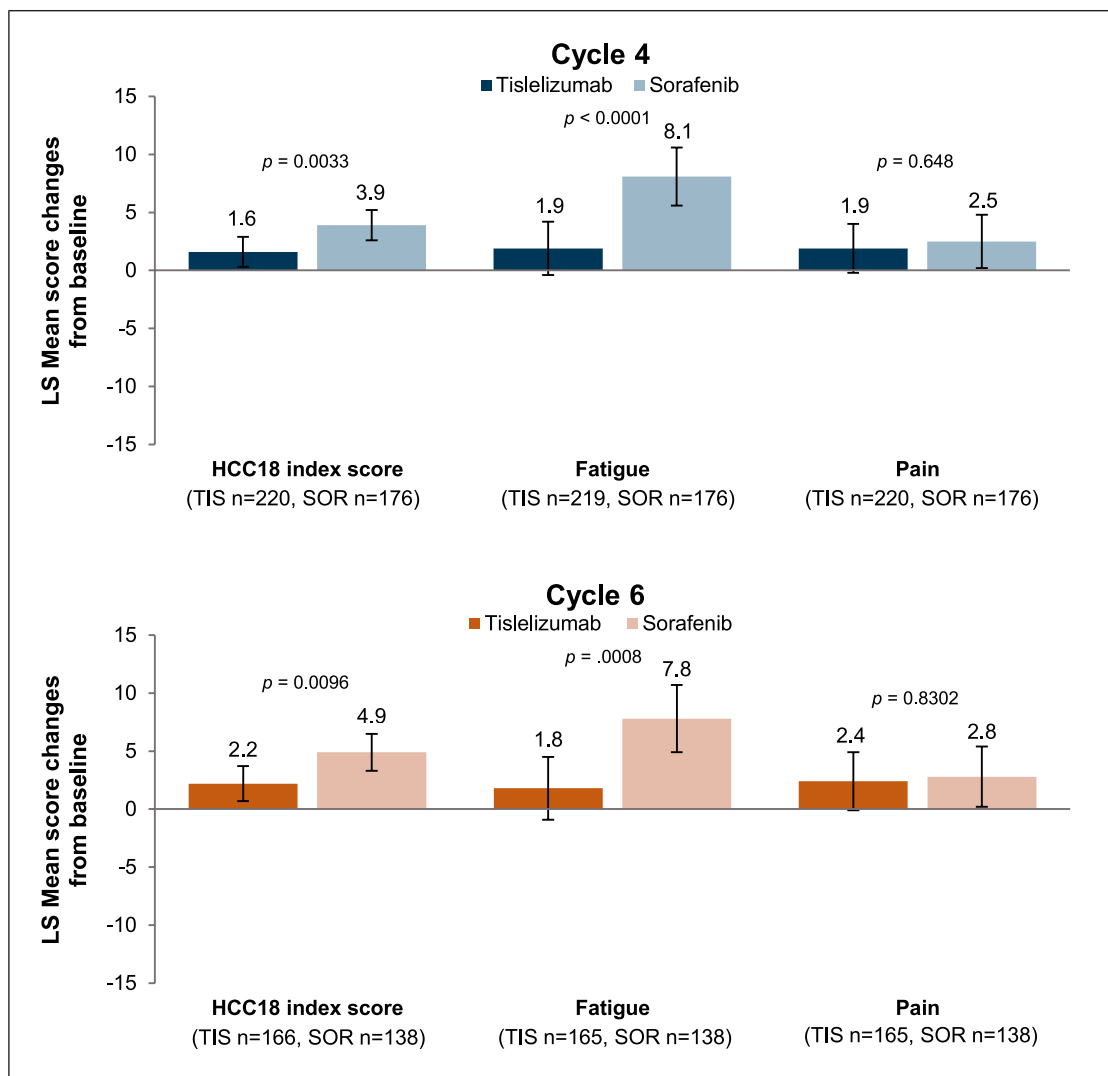 Cycle 4
Tislelizumab Sorafenib
LS Mean score changes
from baseline
15
10
5
0
-5
-10
-15
p = 0.0033
1.6
3.9
p < 0.0001
1.9
8.1
p = 0.648
1.9
2.5
HCC18 index score
(TIS n=220, SOR n=176)
Fatigue
(TIS n=219, SOR n=176)
Pain
(TIS n=220, SOR n=176)
Cycle 6
Tislelizumab Sorafenib
LS Mean score changes
from baseline
15
10
5
0
-5
-10
-15
p = 0.0096
2.2
4.9
p = .0008
1.8
7.8
p = 0.8302
2.4
2.8
HCC18 index score
(TIS n=166, SOR n=138)
Fatigue
(TIS n=165, SOR n=138)
Pain
(TIS n=165, SOR n=138)